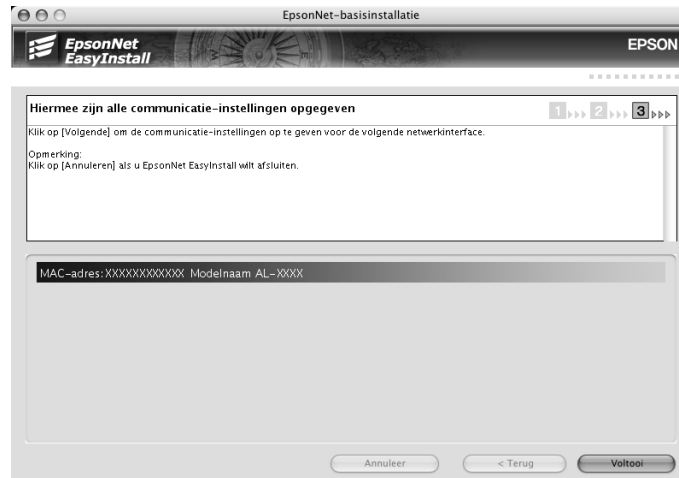 EpsonNet-basisinstallatie
EpsonNet
EasyInstall
EPSON
Hiermee zijn alle communicatie-instellingen opgegeven
1 2 3
Klik op [Volgende] om de communicatie-instellingen op te geven voor de volgende netwerkinterface.
Opmerking:
Klik op [Annuleren] als u EpsonNet EasyInstall wilt afsluiten.
MAC-adres:XXXXXXXXXXXX Modelnaam AL-XXXX
Annuleer
< Terug
Voltooi